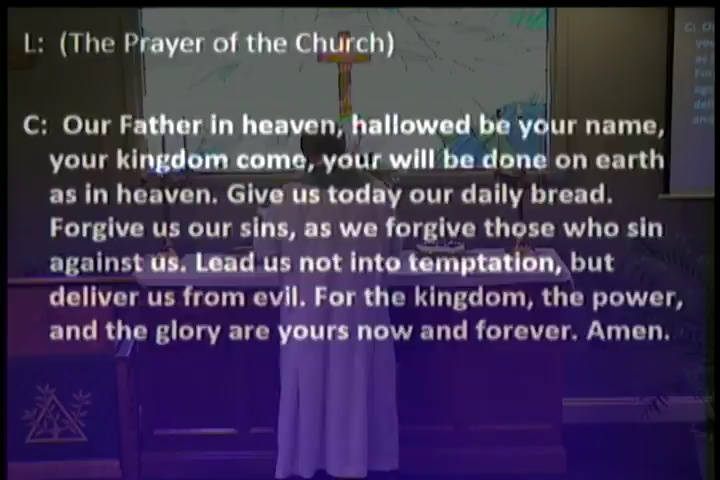 L: (The Prayer of the Church)
C: Our Father in heaven, hallowed be your name,
your kingdom come, your will be done on earth
as in heaven. Give us today our daily bread.
Forgive us our sins, as we forgive those who sin
against us. Lead us not into temptation, but
deliver us from evil. For the kingdom, the power,
and the glory are yours now and forever. Amen.